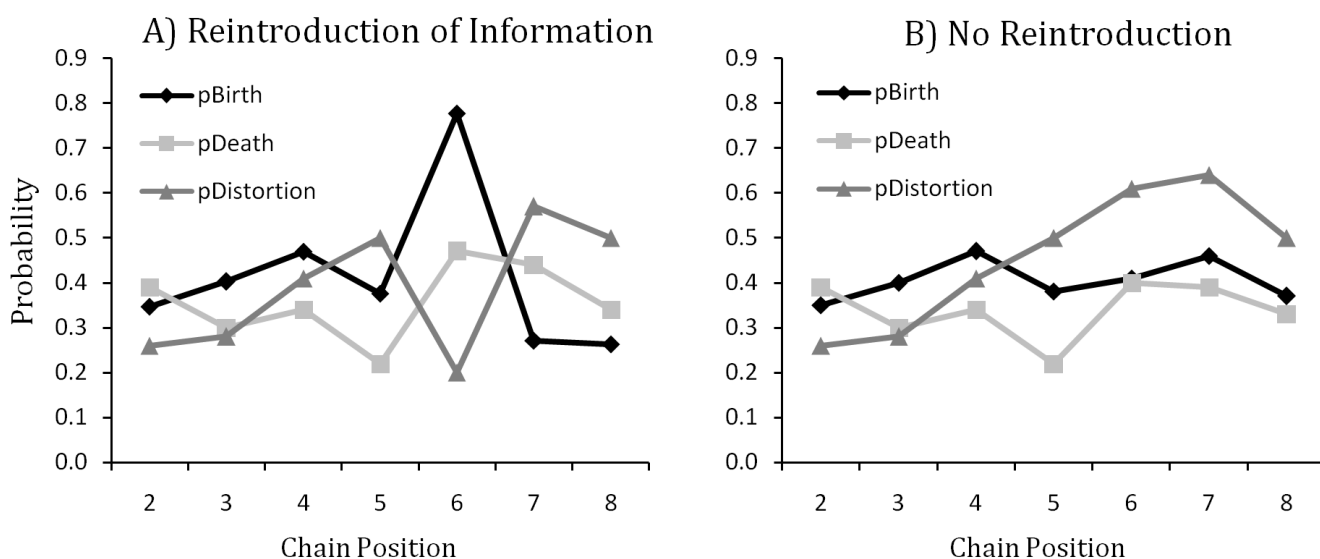 A) Reintroduction of Information
0.9
0.8
0.7
0.6
0.5
0.4
0.3
0.2
0.1
0.0
Probability
pBirth
pDeath
pDistortion
2 3 4 5 6 7 8
Chain Position
B) No Reintroduction
0.9
0.8
0.7
0.6
0.5
0.4
0.3
0.2
0.1
0.0
pBirth
pDeath
pDistortion
2 3 4 5 6 7 8
Chain Position